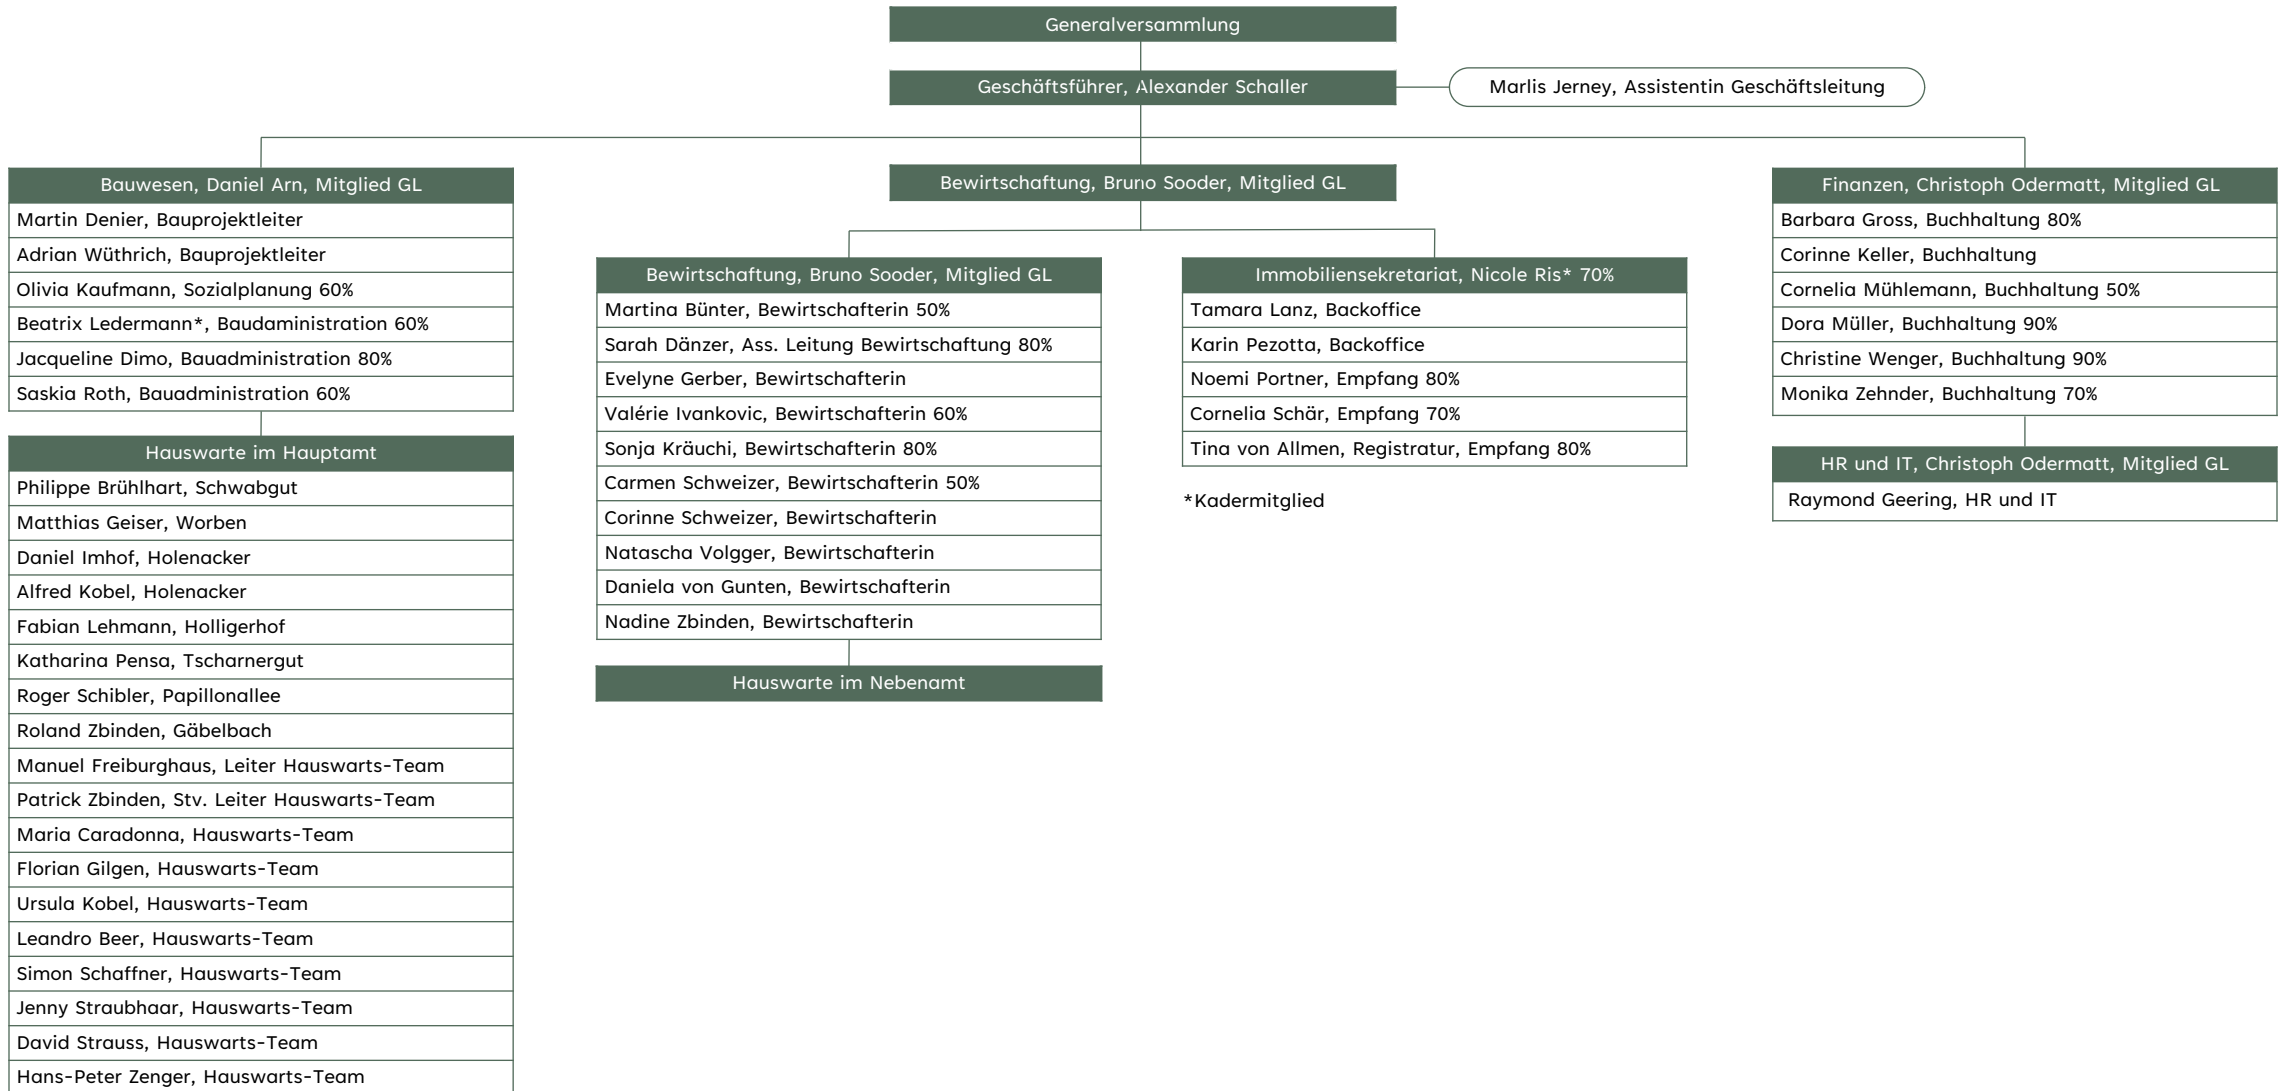 Generalversammlung
Geschäftsführer, Alexander Schaller
Marlis Jerney, Assistentin Geschäftsleitung
Bauwesen, Daniel Arn, Mitglied GL
Martin Denier, Bauprojektleiter
Adrian Wüthrich, Bauprojektleiter
Olivia Kaufmann, Sozialplanung 60%
Beatrix Ledermann*, Baudaministration 60%
Jacqueline Dimo, Bauadministration 80%
Saskia Roth, Bauadministration 60%
Hauswarte im Hauptamt
Philippe Brühlhart, Schwabgut
Matthias Geiser, Worben
Daniel Imhof, Holenacker
Alfred Kobel, Holenacker
Fabian Lehmann, Holligerhof
Katharina Pensa, Tscharnergut
Roger Schibler, Papillonallee
Roland Zbinden, Gäbelbach
Manuel Freiburghaus, Leiter Hauswarts-Team
Patrick Zbinden, Stv. Leiter Hauswarts-Team
Maria Caradonna, Hauswarts-Team
Florian Gilgen, Hauswarts-Team
Ursula Kobel, Hauswarts-Team
Leandro Beer, Hauswarts-Team
Simon Schaffner, Hauswarts-Team
Jenny Straubhaar, Hauswarts-Team
David Strauss, Hauswarts-Team
Hans-Peter Zenger, Hauswarts-Team
Bewirtschaftung, Bruno Sooder, Mitglied GL
Bewirtschaftung, Bruno Sooder, Mitglied GL
Martina Bünter, Bewirtschafterin 50%
Sarah Dänzer, Ass. Leitung Bewirtschaftung 80%
Evelyne Gerber, Bewirtschafterin
Valérie Ivankovic, Bewirtschafterin 60%
Sonja Kräuchi, Bewirtschafterin 80%
Carmen Schweizer, Bewirtschafterin 50%
Corinne Schweizer, Bewirtschafterin
Natascha Volgger, Bewirtschafterin
Daniela von Gunten, Bewirtschafterin
Nadine Zbinden, Bewirtschafterin
Hauswarte im Nebenamt
Immobiliensekretariat, Nicole Ris* 70%
Tamara Lanz, Backoffice
Karin Pezotta, Backoffice
Noemi Portner, Empfang 80%
Cornelia Schär, Empfang 70%
Tina von Allmen, Registratur, Empfang 80%
*Kadermitglied
Finanzen, Christoph Odermatt, Mitglied GL
Barbara Gross, Buchhaltung 80%
Corinne Keller, Buchhaltung
Cornelia Mühlemann, Buchhaltung 50%
Dora Müller, Buchhaltung 90%
Christine Wenger, Buchhaltung 90%
Monika Zehnder, Buchhaltung 70%
HR und IT, Christoph Odermatt, Mitglied GL
Raymond Geering, HR und IT